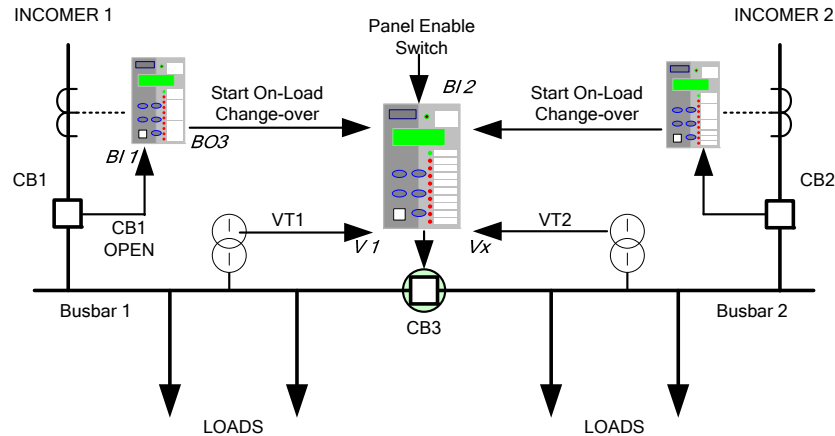 INCOMER 1
INCOMER 2
Panel Enable
Switch
BI 2
Start On-Load
Change-over
Start On-Load
Change-over
BI 1
BO3
CB1
CB2
CB1
OPEN
VT1
V 1
Vx
VT2
Busbar 1
CB3
Busbar 2
LOADS
LOADS